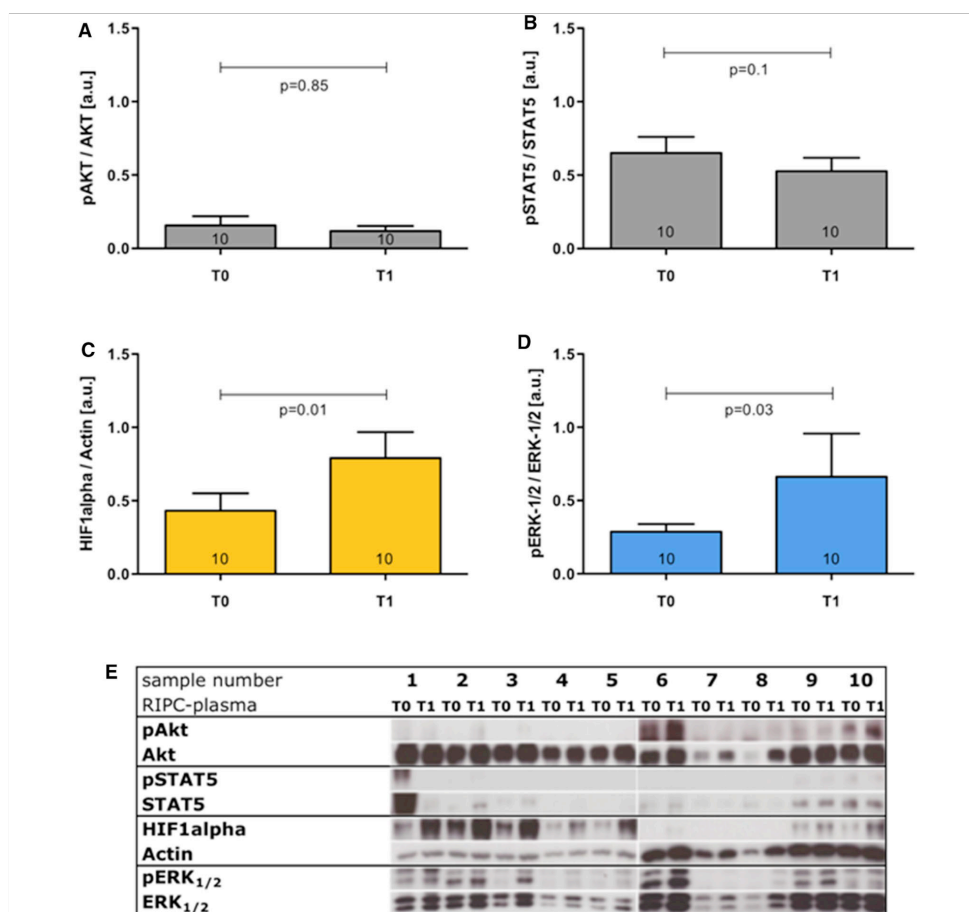 A
pAKT / AKT [a.u.]
1.5
1.0
0.5
0.0
p=0.85
10
10
T0
T1
B
pSTAT5 / STAT5 [a.u.]
1.5
1.0
0.5
0.0
p=0.1
10
10
T0
T1
C
HIF1alpha / Actin [a.u.]
1.5
1.0
0.5
0.0
p=0.01
10
10
T0
T1
D
pERK-1/2 / ERK-1/2 [a.u.]
1.5
1.0
0.5
0.0
p=0.03
10
10
T0
T1
E
sample number 1 2 3 4 5 6 7 8 9 10
RIPC-plasma T0 T1 T0 T1 T0 T1 T0 T1 T0 T1 T0 T1 T0 T1 T0 T1 T0 T1 T0 T1
pAkt
Akt
pSTAT5
STAT5
HIF1alpha
Actin
pERK1/2
ERK1/2